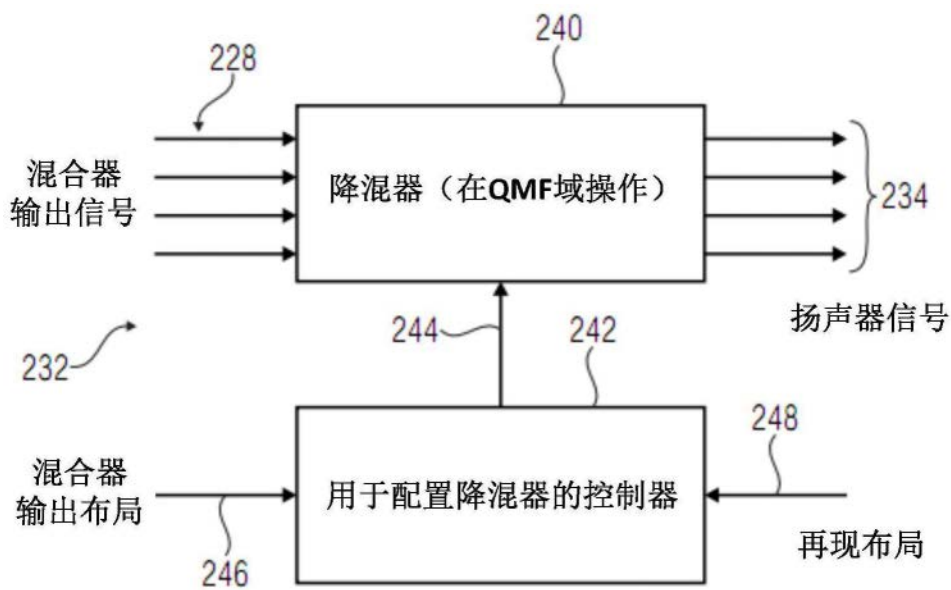 240
228
混合器
输出信号
降混器（在QMF域操作）
234
扬声器信号
244
242
232
248
混合器
输出布局
用于配置降混器的控制器
再现布局
246